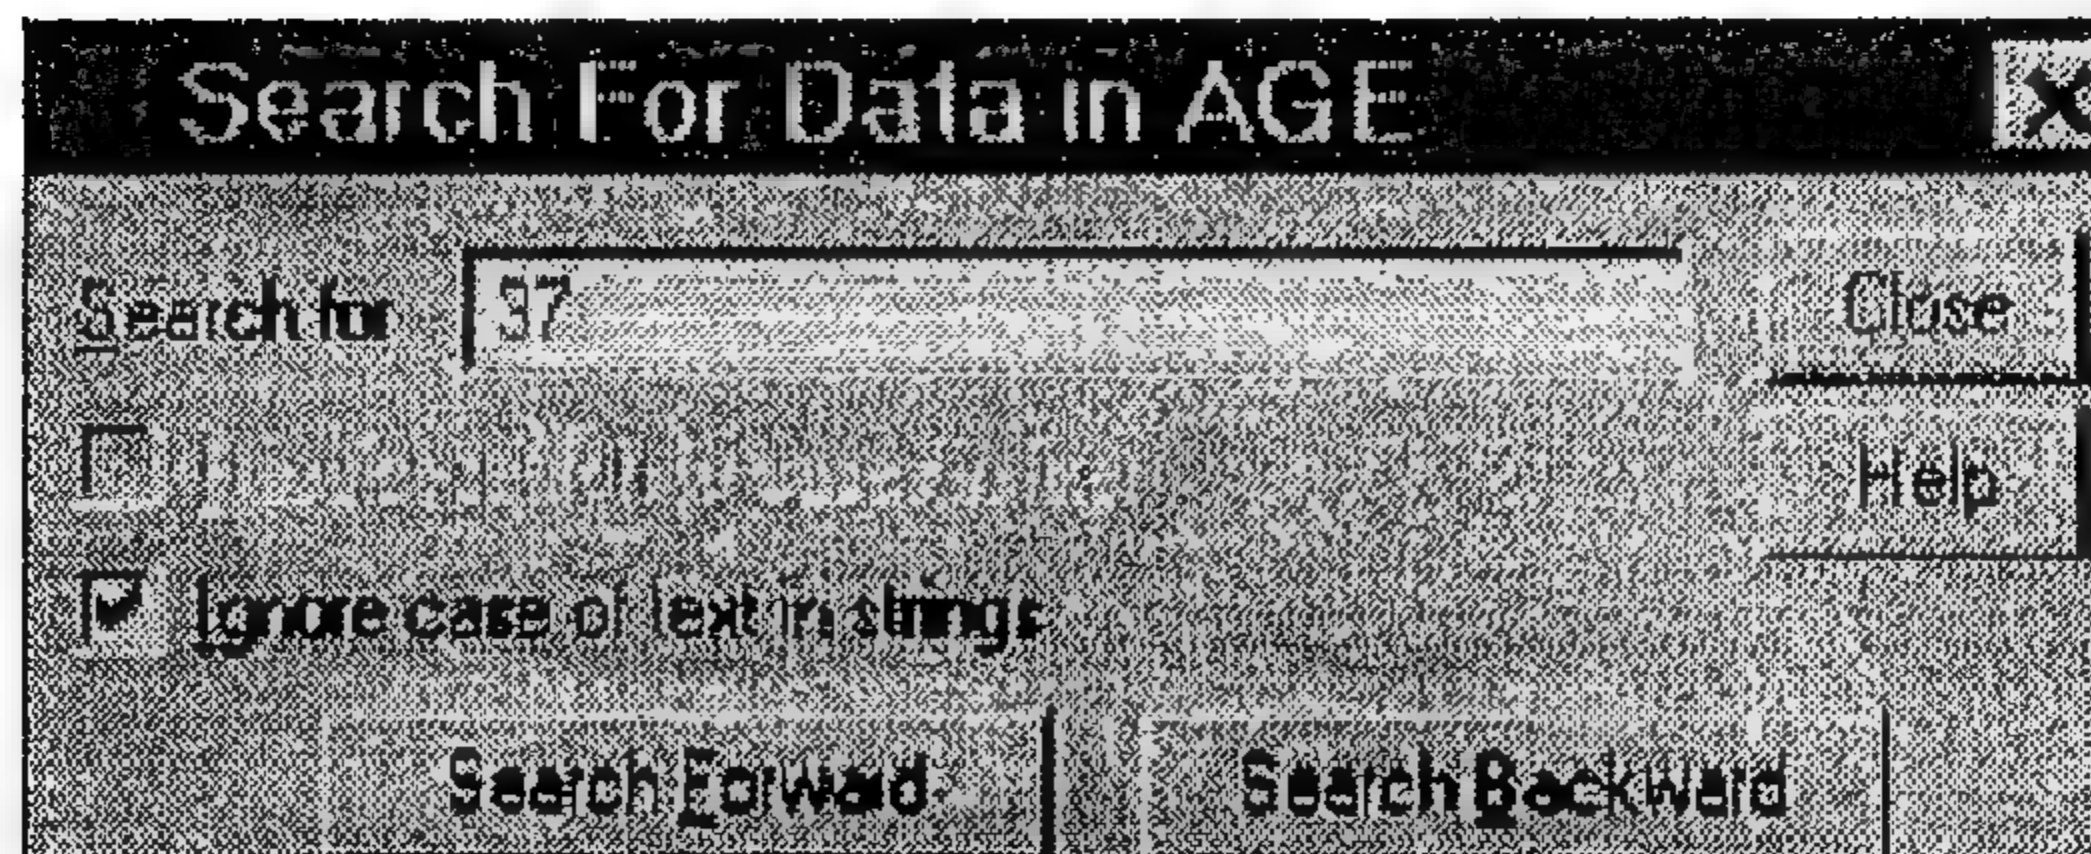 Search For Data in AGE
Search for 37 Close
Help
Ignore case of text in strings
Search Forward Search Backward